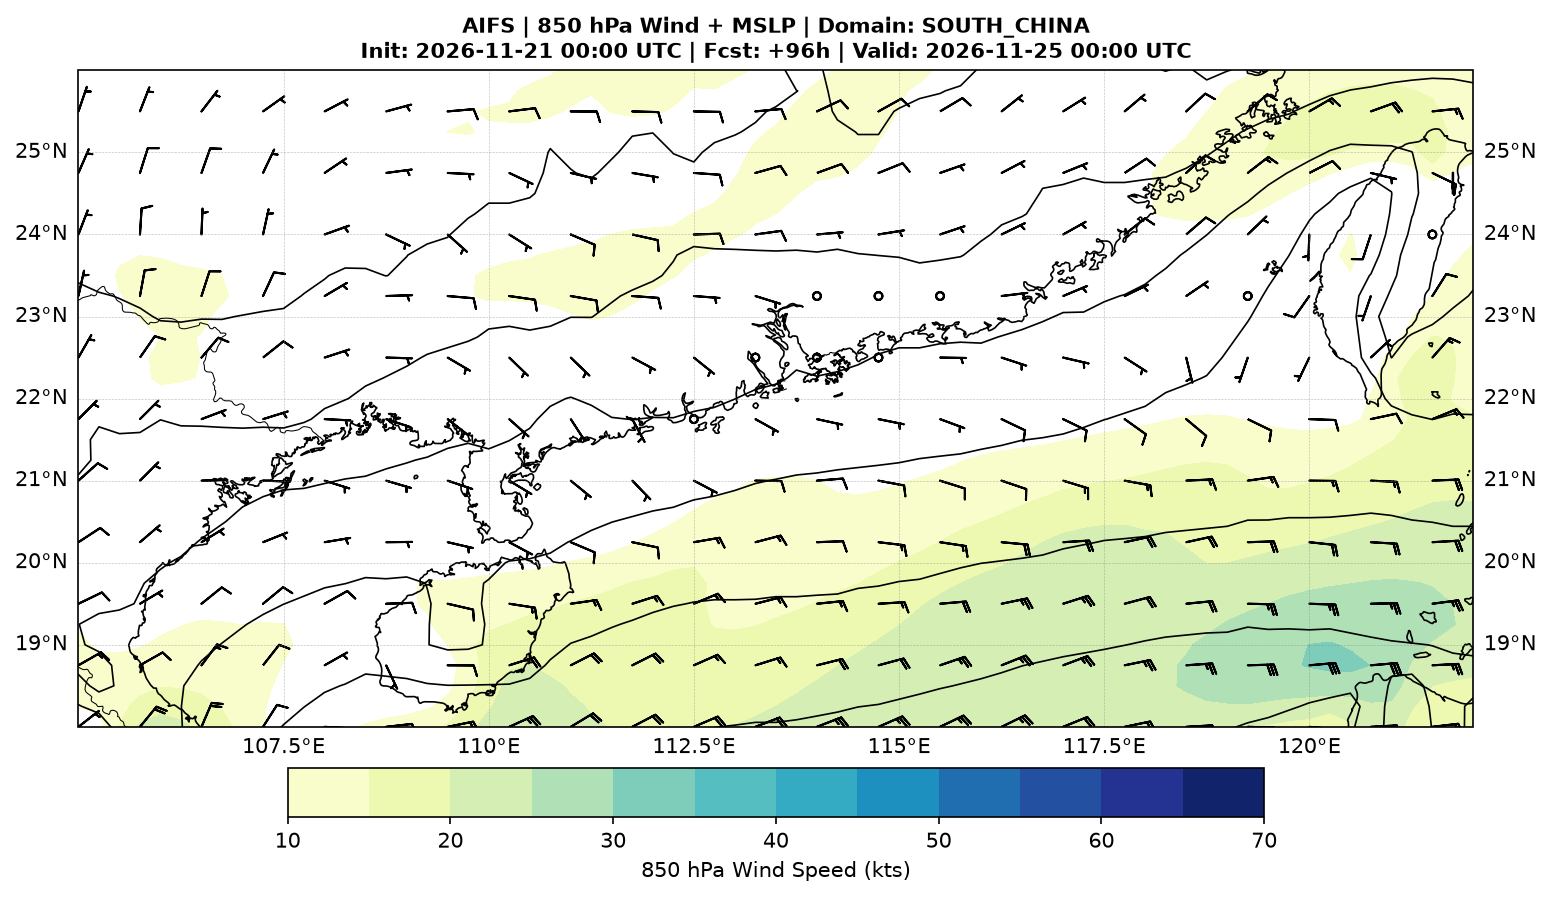 AIFS | 850 hPa Wind + MSLP | Domain: SOUTH_CHINA
Init: 2026-11-21 00:00 UTC | Fcst: +96h | Valid: 2026-11-25 00:00 UTC
25°N 25°N
24°N 24°N
23°N 23°N
22°N 22°N
21°N 21°N
20°N 20°N
19°N 19°N
107.5°E 110°E 112.5°E 115°E 117.5°E 120°E
10 20 30 40 50 60 70
850 hPa Wind Speed (kts)